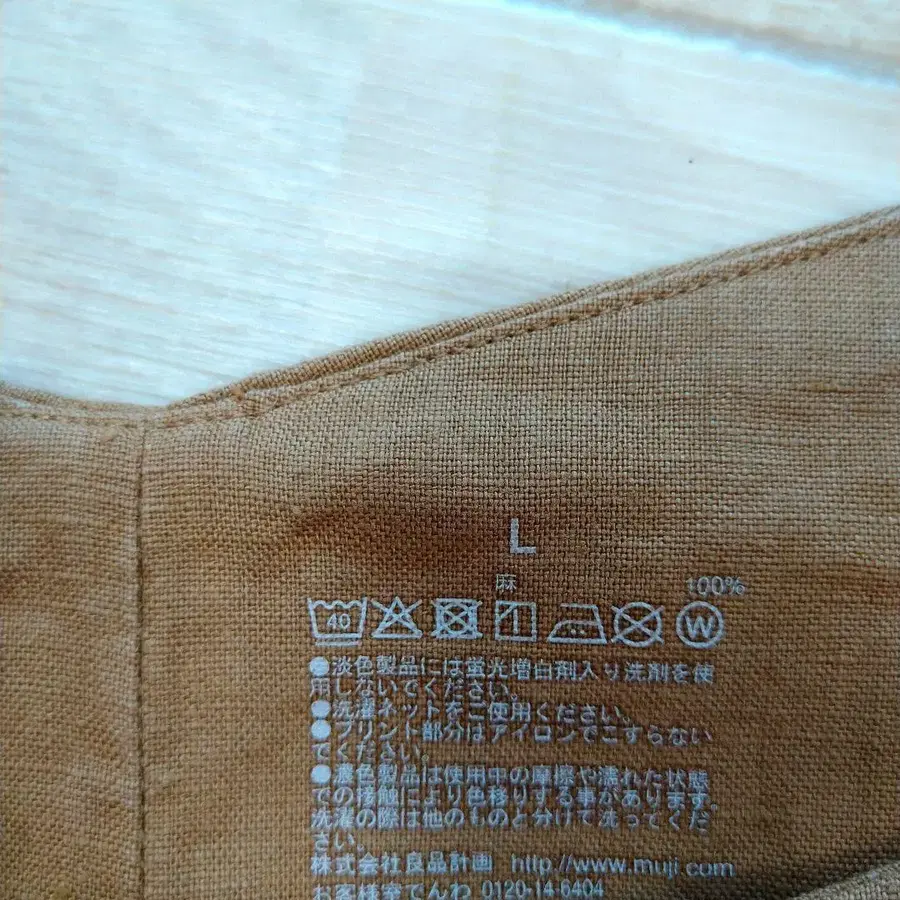 L
麻 100%
40 W
●淡色製品には蛍光増白剤入り洗剤を使
用しないでください。
●洗濯ネットをご使用ください。
●プリント部分はアイロンでこすらない
でください。
●濃色製品は使用中の摩擦や濡れた状態
での接触により色移りする事があります。
洗濯の際は他のものと分けて洗ってくだ
さい。
株式会社良品計画 http://www.muji.com
お客様室でんわ 0120-14-6404